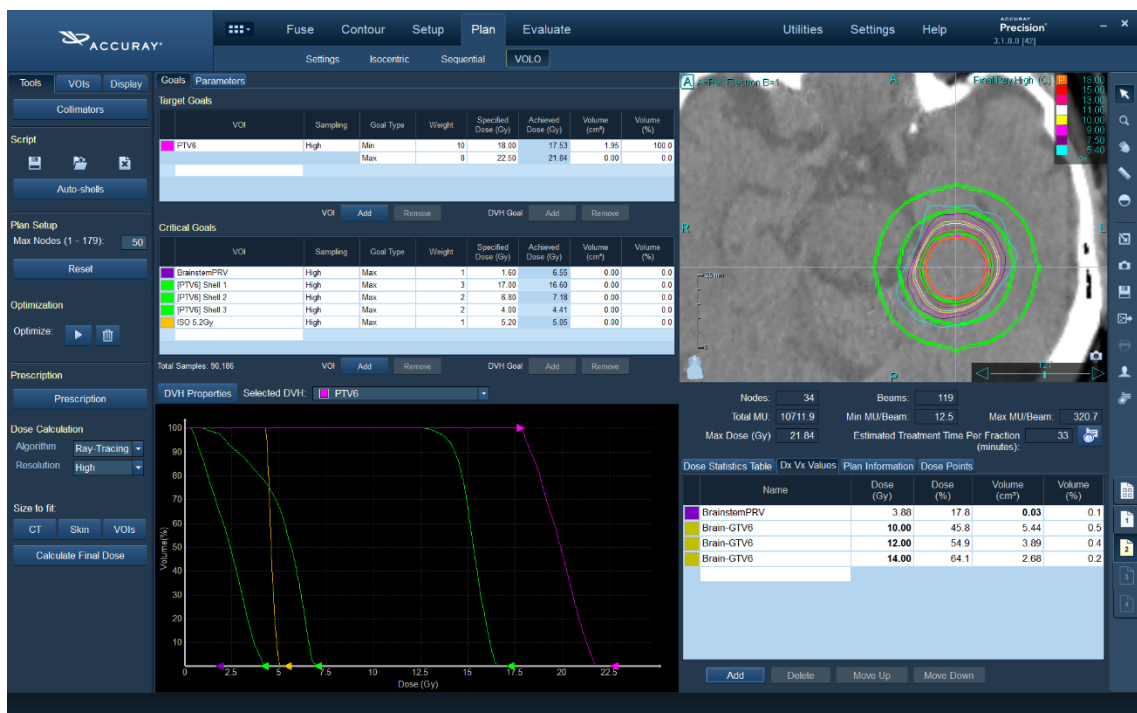 ACCURAY
Fuse Contour Setup Plan Evaluate Utilities Settings Help
ACCURAY
Precision
3.1.0.0 [42]
Settings Isocentric Sequential VOLO
Tools VOIs Display
Collimators
Script
Auto-shells
Plan Setup
Max Nodes (1 - 179): 50
Reset
Optimization
Optimize:
Prescription
Prescription
Dose Calculation
Algorithm Ray-Tracing
Resolution High
Size to fit:
CT Skin VOIs
Calculate Final Dose
Goals Parameters
Target Goals
VOI Sampling Goal Type Weight Specified Dose (Gy) Achieved Dose (Gy) Volume (cm³) Volume (%)
PTV6 High Min 10 18.00 17.53 1.95 100.0
Max 8 22.50 21.84 0.00 0.0
VOI Add Remove DVH Goal Add Remove
Critical Goals
VOI Sampling Goal Type Weight Specified Dose (Gy) Achieved Dose (Gy) Volume (cm³) Volume (%)
BrainstemPRV High Max 1 1.60 6.55 0.00 0.0
[PTV6] Shell 1 High Max 3 17.00 16.60 0.00 0.0
[PTV6] Shell 2 High Max 2 6.80 7.18 0.00 0.0
[PTV6] Shell 3 High Max 2 4.00 4.41 0.00 0.0
ISO 5.2Gy High Max 1 5.20 5.05 0.00 0.0
Total Samples: 90,186 VOI Add Remove DVH Goal Add Remove
DVH Properties Selected DVH: PTV6
100
90
80
70
60
50
40
30
20
10
Volume(%)
0 2.5 5 7.5 10 12.5 15 17.5 20 22.5
Dose (Gy)
A A=Rel. Electron B=1 A Final Ray High (C)
P 18.00
15.00
13.00
11.00
10.00
9.00
7.50
5.40
R L
P
127
Nodes: 34 Beams: 119
Total MU: 10711.9 Min MU/Beam: 12.5 Max MU/Beam: 320.7
Max Dose (Gy) 21.84 Estimated Treatment Time Per Fraction (minutes): 33
Dose Statistics Table Dx Vx Values Plan Information Dose Points
Name Dose (Gy) Dose (%) Volume (cm³) Volume (%)
BrainstemPRV 3.88 17.8 0.03 0.1
Brain-GTV6 10.00 45.8 5.44 0.5
Brain-GTV6 12.00 54.9 3.89 0.4
Brain-GTV6 14.00 64.1 2.68 0.2
Add Delete Move Up Move Down
1
2
3
4